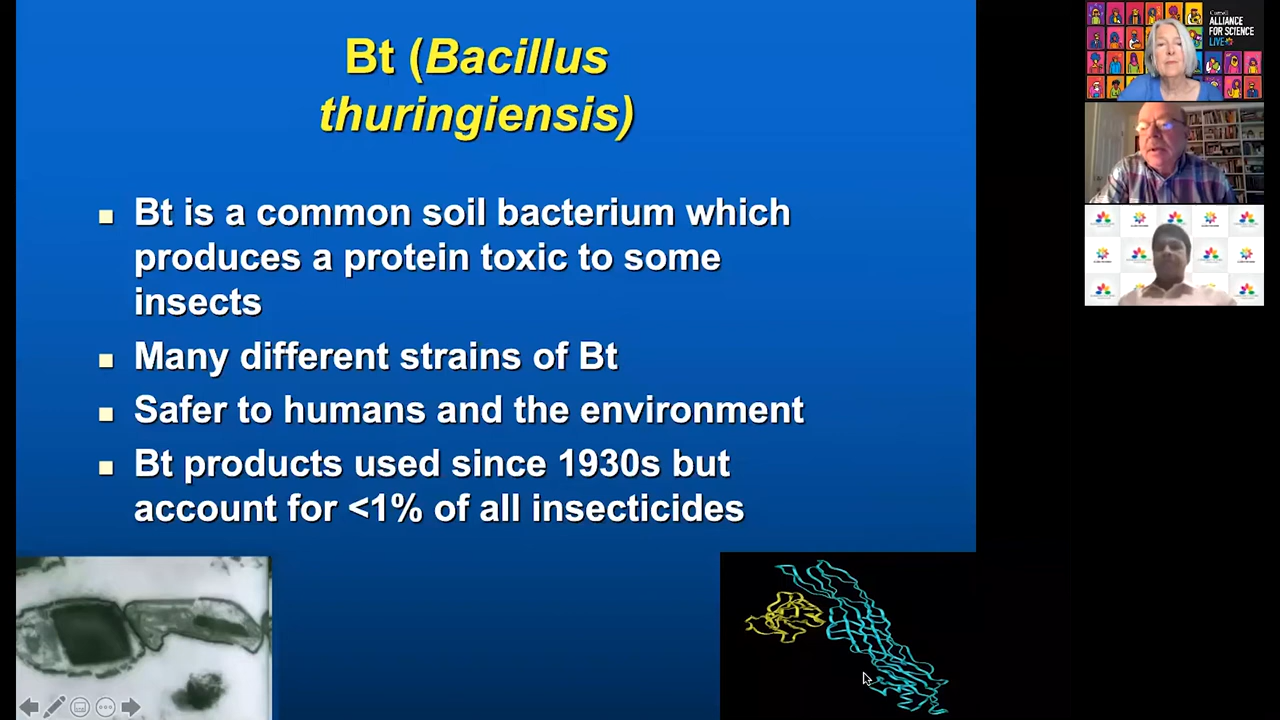 Bt (Bacillus
thuringiensis)
Bt is a common soil bacterium which
produces a protein toxic to some
insects
Many different strains of Bt
Safer to humans and the environment
Bt products used since 1930s but
account for <1% of all insecticides
Cornell
ALLIANCE
FOR SCIENCE
LIVE